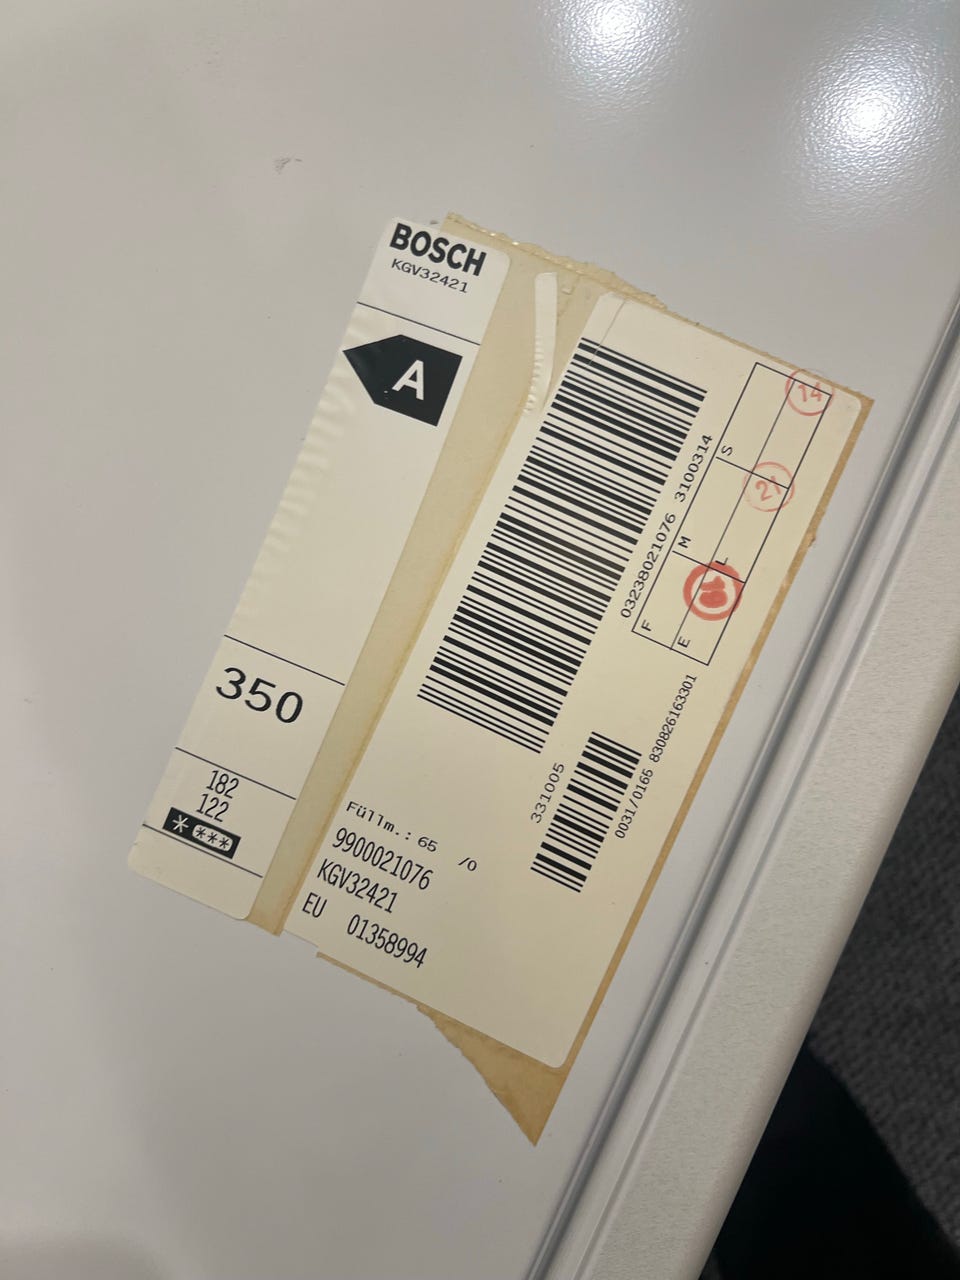 BOSCH
KGV32421
A
350
182
122
* ***
03238021076 3100314
F M S
E L
14
21
331005
0031/0165 830826163301
Füllm.: 65 /0
9900021076
KGV32421
EU 01358994